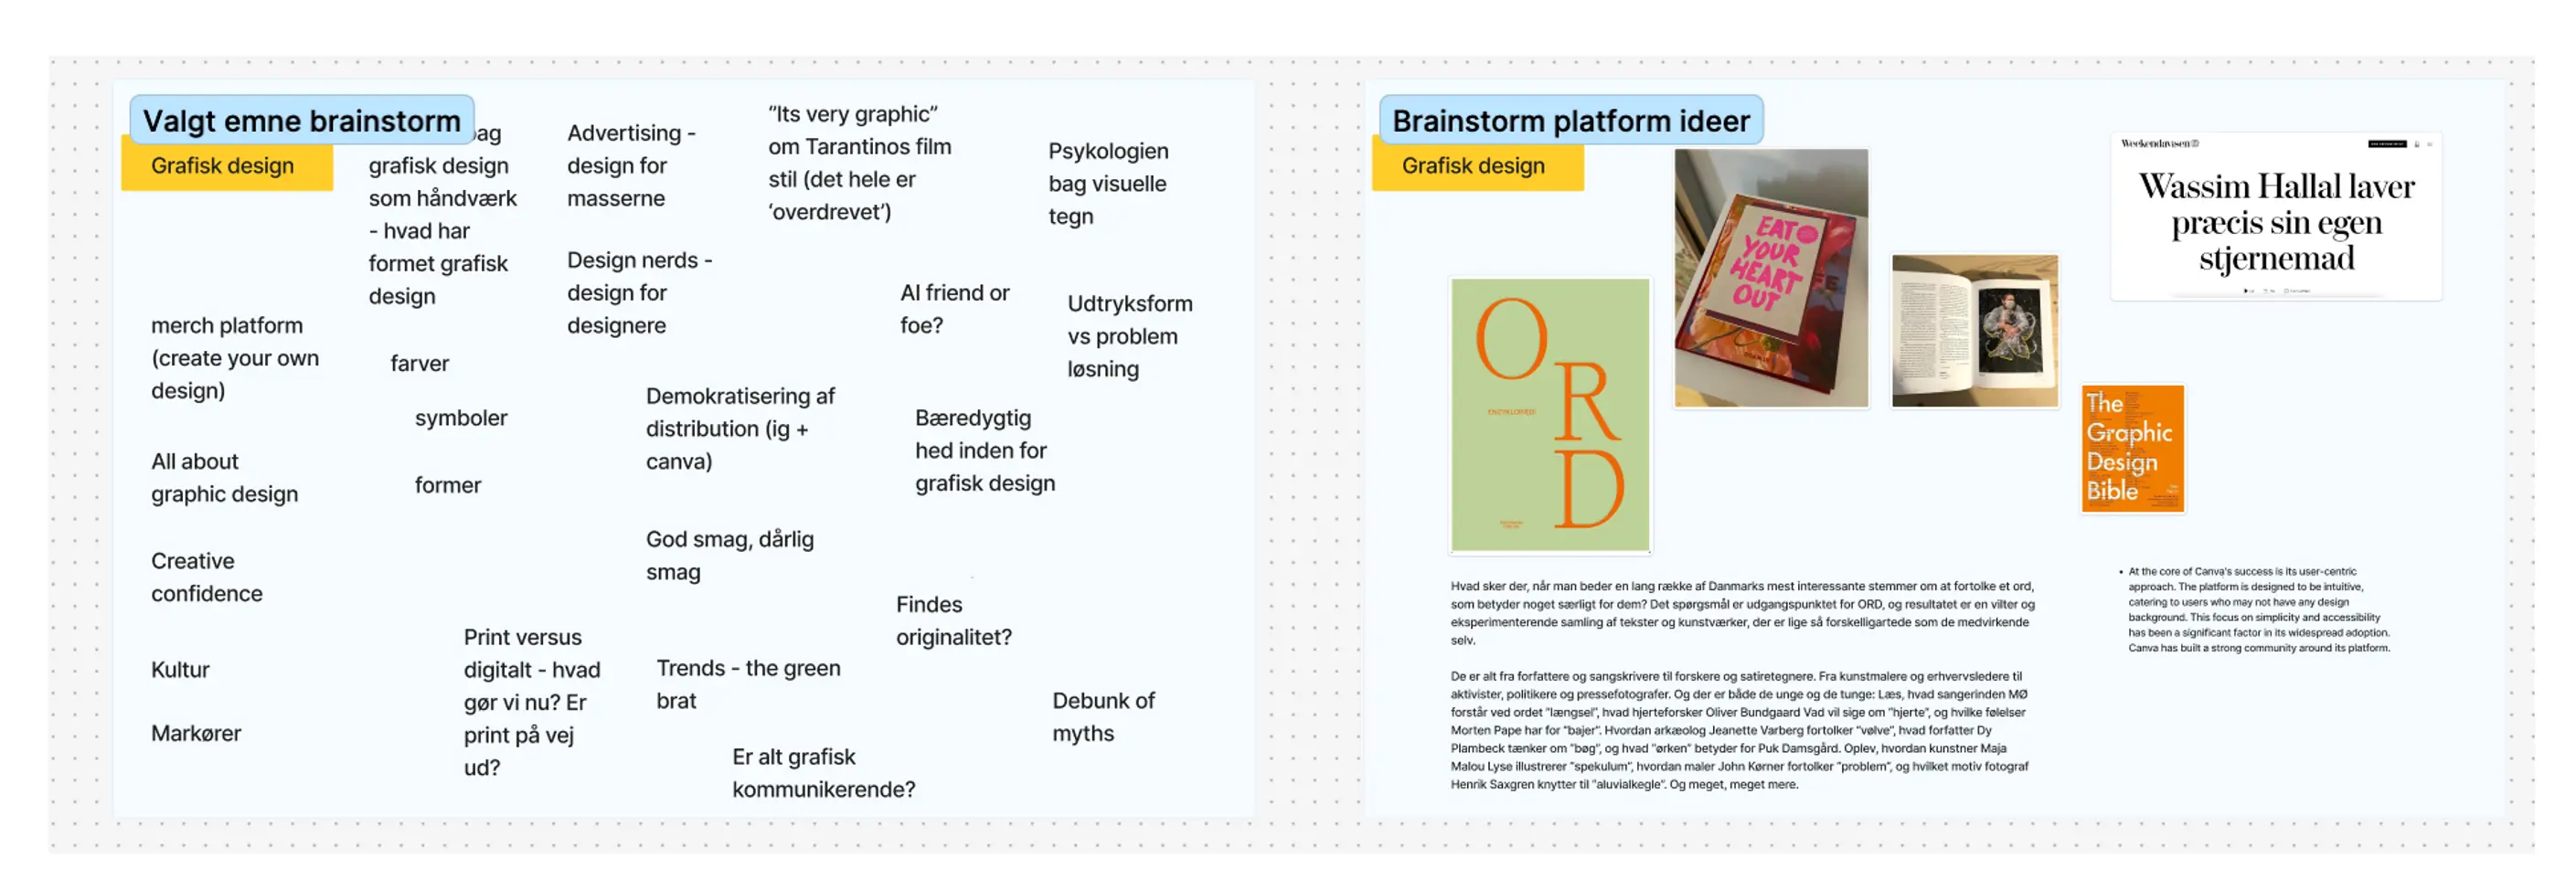 Valgt emne brainstorm
Grafisk design
bag
grafisk design
som håndværk
- hvad har
formet grafisk
design
Advertising -
design for
masserne
"Its very graphic"
om Tarantinos film
stil (det hele er
'overdrevet')
Psykologien
bag visuelle
tegn
Design nerds -
design for
designere
AI friend or
foe?
Udtryksform
vs problem
løsning
merch platform
(create your own
design)
farver
symboler
former
Demokratisering af
distribution (ig +
canva)
Bæredygtig
hed inden for
grafisk design
All about
graphic design
God smag, dårlig
smag
Creative
confidence
Findes
originalitet?
Print versus
digitalt - hvad
gør vi nu? Er
print på vej
ud?
Kultur
Trends - the green
brat
Markører
Debunk of
myths
Er alt grafisk
kommunikerende?
Brainstorm platform ideer
Grafisk design
EAT
YOUR
HEART
OUT
Weekendavisen
Wassim Hallal laver
præcis sin egen
stjernemad
O
ENCYKLOPÆDI
R
D
The
Graphic
Design
Bible
Hvad sker der, når man beder en lang række af Danmarks mest interessante stemmer om at fortolke et ord,
som betyder noget særligt for dem? Det spørgsmål er udgangspunktet for ORD, og resultatet er en vilter og
eksperimenterende samling af tekster og kunstværker, der er lige så forskelligartede som de medvirkende
selv.
De er alt fra forfattere og sangskrivere til forskere og satiretegnere. Fra kunstmalere og erhvervsledere til
aktivister, politikere og pressefotografer. Og der er både de unge og de tunge: Læs, hvad sangerinden MØ
forstår ved ordet "længsel", hvad hjerteforsker Oliver Bundgaard Vad vil sige om "hjerte", og hvilke følelser
Morten Pape har for "bajer". Hvordan arkæolog Jeanette Varberg fortolker "vølve", hvad forfatter Dy
Plambeck tænker om "bøg", og hvad "ørken" betyder for Puk Damsgård. Oplev, hvordan kunstner Maja
Malou Lyse illustrerer "spekulum", hvordan maler John Kørner fortolker "problem", og hvilket motiv fotograf
Henrik Saxgren knytter til "aluvialkegle". Og meget, meget mere.
• At the core of Canva's success is its user-centric
approach. The platform is designed to be intuitive,
catering to users who may not have any design
background. This focus on simplicity and accessibility
has been a significant factor in its widespread adoption.
Canva has built a strong community around its platform.